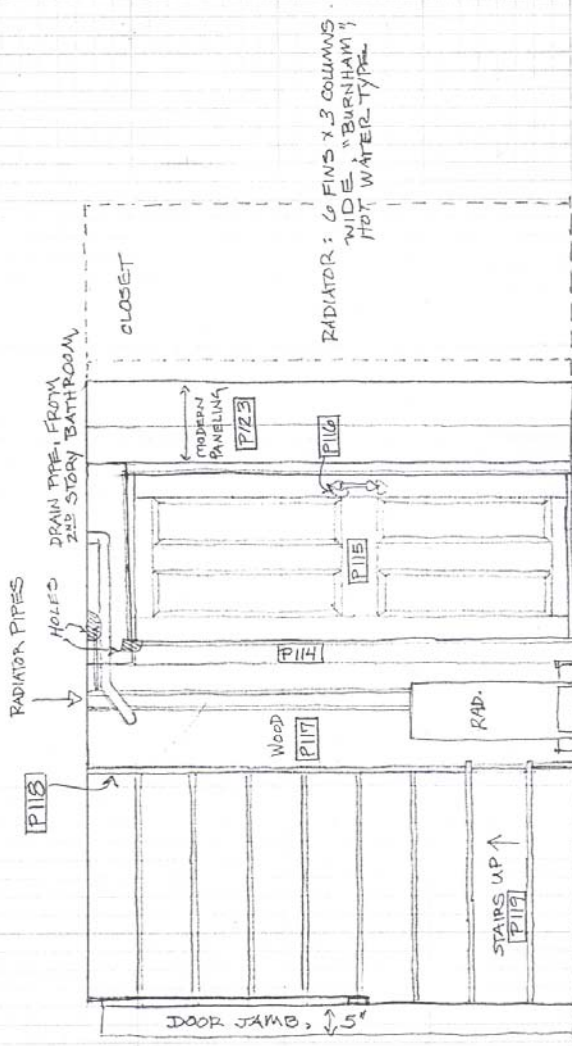 RADIATOR PIPES
HOLES
DRAIN PIPE, FROM
2ND STORY BATHROOM
CLOSET
P118
MODERN
PANELING
P123
P116
P115
P114
WOOD
P117
RAD.
STAIRS UP
P119
DOOR JAMB, 5"
RADIATOR: 6 FINS X 3 COLUMNS
WIDE, "BURNHAM";
HOT WATER TYPE